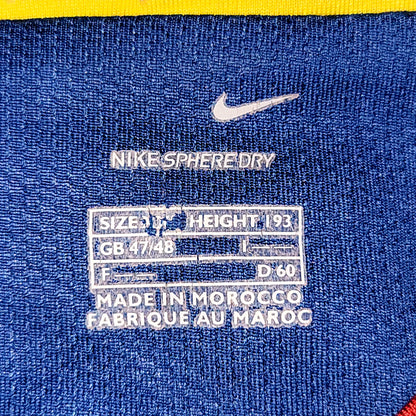 NIKE SPHERE DRY
SIZE: HEIGHT 193
GB 47/48 I
F D 60
MADE IN MOROCCO
FABRIQUE AU MAROC